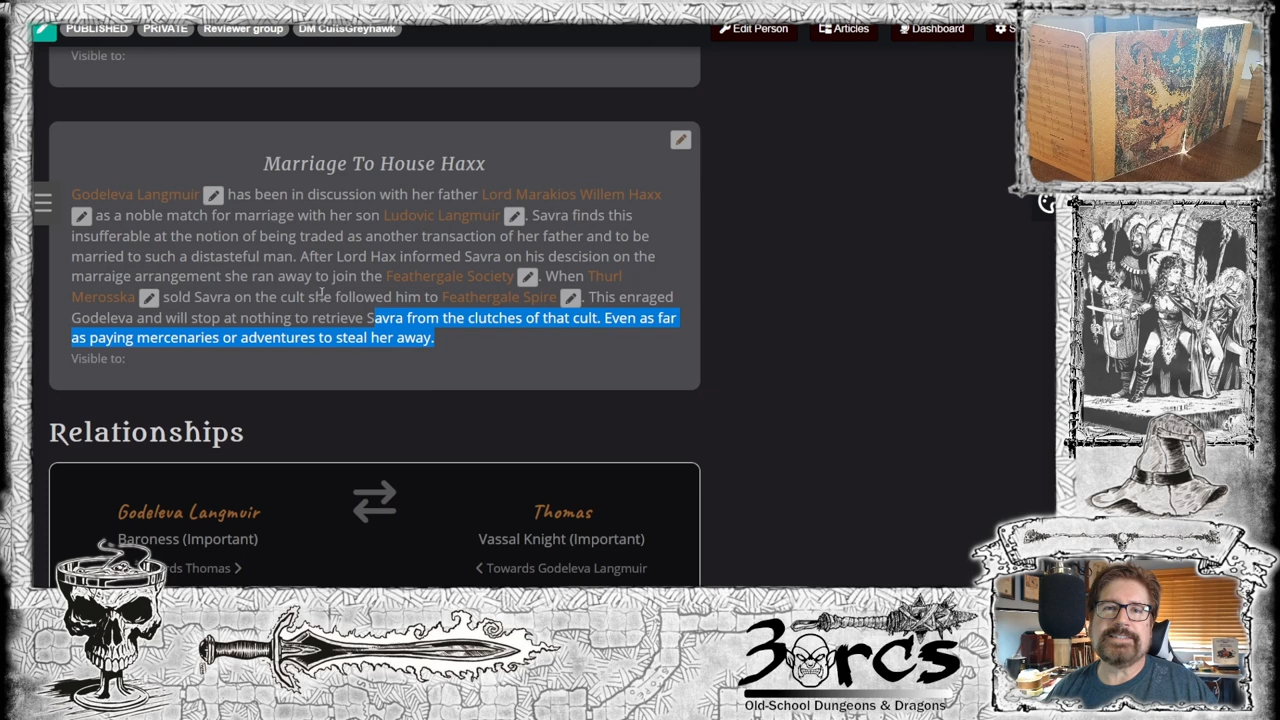 PUBLISHED PRIVATE Reviewer group DM CuitsGreyhawk
Edit Person Articles Dashboard S
Visible to:
Marriage To House Haxx
Godeleva Langmuir has been in discussion with her father Lord Marakios Willem Haxx
as a noble match for marriage with her son Ludovic Langmuir . Savra finds this
insufferable at the notion of being traded as another transaction of her father and to be
married to such a distasteful man. After Lord Hax informed Savra on his descision on the
marraige arrangement she ran away to join the Feathergale Society . When Thurl
Merosska sold Savra on the cult she followed him to Feathergale Spire . This enraged
Godeleva and will stop at nothing to retrieve Savra from the clutches of that cult. Even as far
as paying mercenaries or adventures to steal her away.
Visible to:
Relationships
Godeleva Langmuir
Thomas
Baroness (Important)
Vassal Knight (Important)
rds Thomas
Towards Godeleva Langmuir
3 orcs
Old-School Dungeons & Dragons